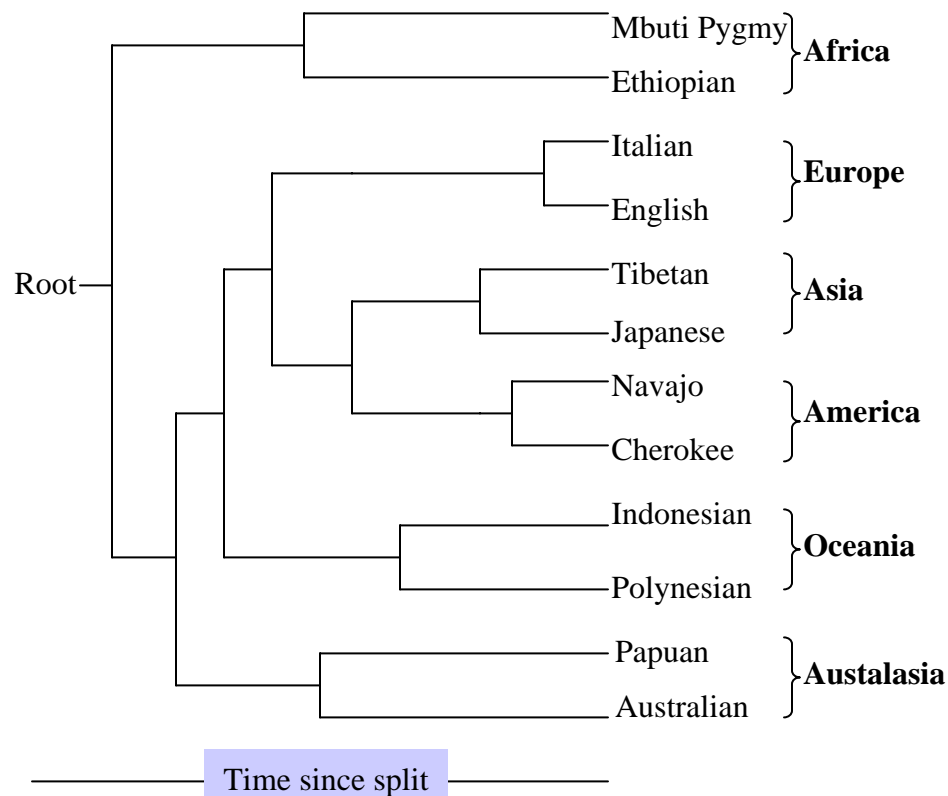 Mbuti Pygmy
Africa
Ethiopian
Italian
Europe
English
Root
Tibetan
Asia
Japanese
Navajo
America
Cherokee
Indonesian
Oceania
Polynesian
Papuan
Austalasia
Australian
Time since split